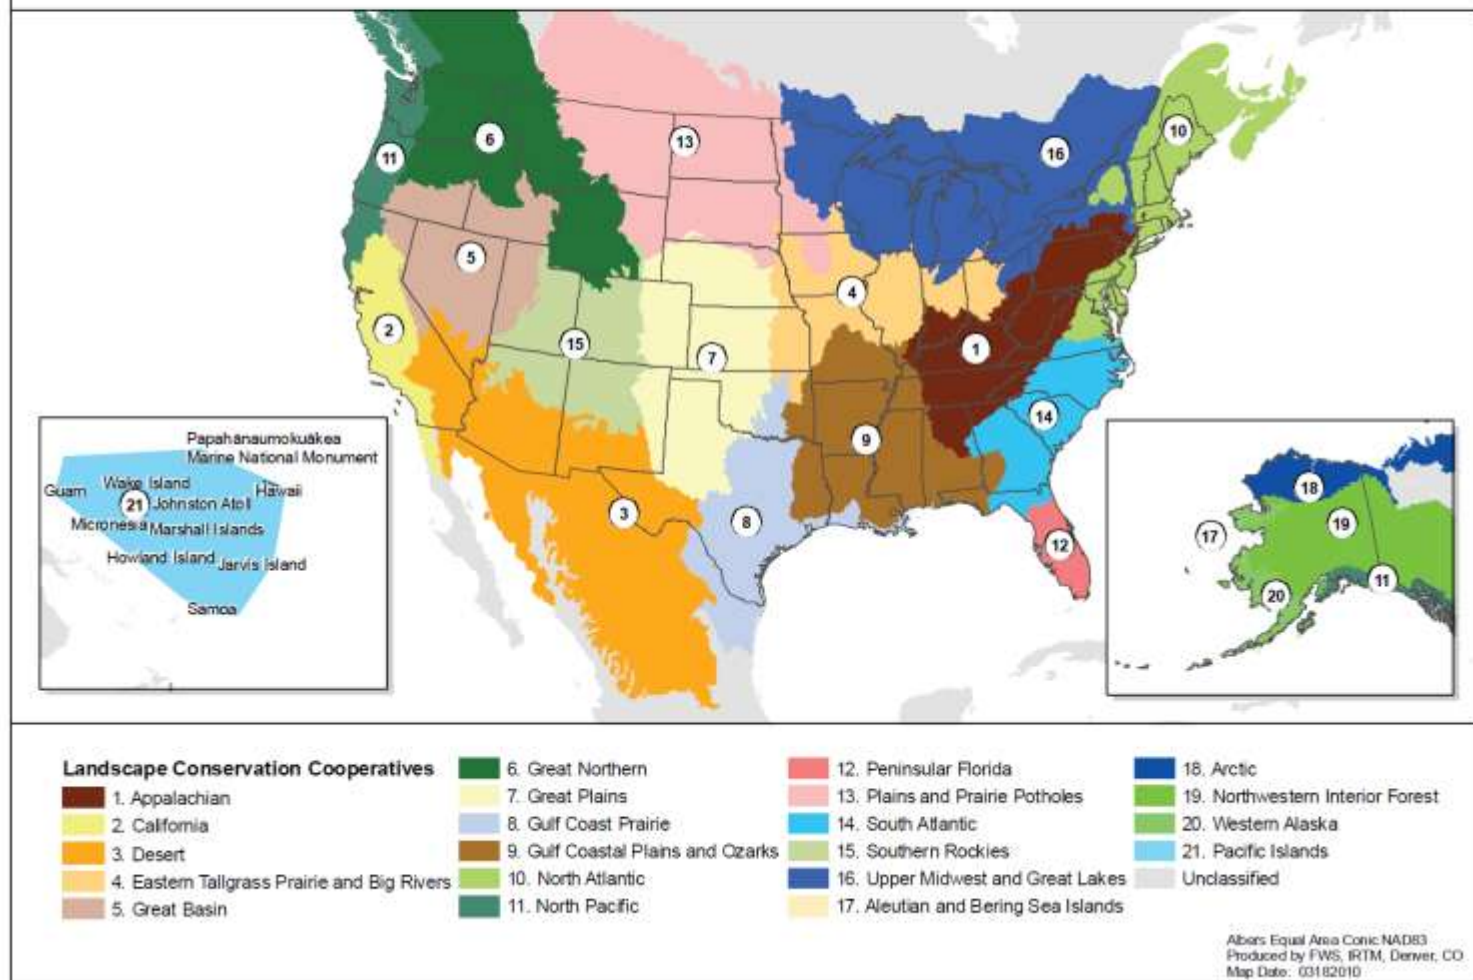 10
6
13
16
11
5
4
2
15
1
7
14
9
3
8
12
Papahānaumokuākea
Marine National Monument
Wake Island
Guam
Hawaii
21
Johnston Atoll
Micronesia
Marshall Islands
Howland Island
Jarvis Island
Samoa
18
19
17
11
20
Landscape Conservation Cooperatives
1. Appalachian
2. California
3. Desert
4. Eastern Tallgrass Prairie and Big Rivers
5. Great Basin
6. Great Northern
7. Great Plains
8. Gulf Coast Prairie
9. Gulf Coastal Plains and Ozarks
10. North Atlantic
11. North Pacific
12. Peninsular Florida
13. Plains and Prairie Potholes
14. South Atlantic
15. Southern Rockies
16. Upper Midwest and Great Lakes
17. Aleutian and Bering Sea Islands
18. Arctic
19. Northwestern Interior Forest
20. Western Alaska
21. Pacific Islands
Unclassified
Albers Equal Area Conic NAD83
Produced by FWS, IRTM, Denver, CO
Map Date: 03182010